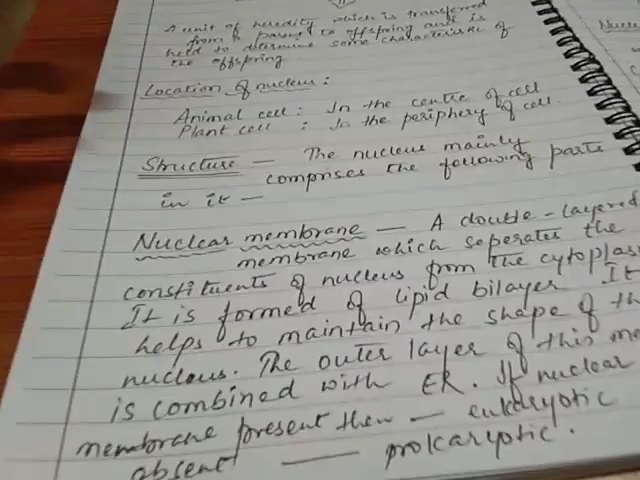 A unit of heredity which is transferred
from a parent to offspring and is
held to determine some characteristic of
the offspring
Location of nucleus :
Animal cell : In the centre of cell
Plant cell : In the periphery of cell.
Structure — The nucleus mainly
comprises the following parts
in it —
Nuclear membrane — A double-layered
membrane which seperates the
constituents of nucleus from the cytoplas
It is formed of lipid bilayer. It
helps to maintain the shape of th
nucleus. The outer layer of this me
is combined with ER. If nuclear
membrane present then — eukaryotic
absent — prokaryotic.
Nucle